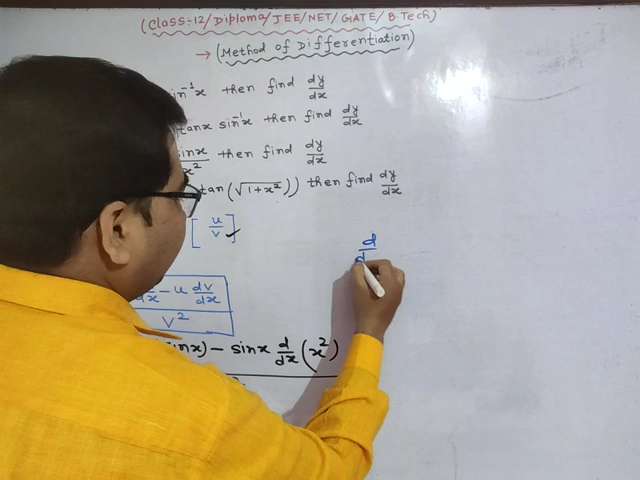 (Class:-12/Diploma/JEE/NET/GATE/B.Tech)
→ (Method of Differentiation)
sin⁻¹x then find dy/dx
tanx sin⁻¹x then find dy/dx
sinx/x² then find dy/dx
tan(√(1+x²))) then find dy/dx
[ u/v ] ✓
d
dx - u dv/dx
v²
sinx) - sinx d/dx (x²)